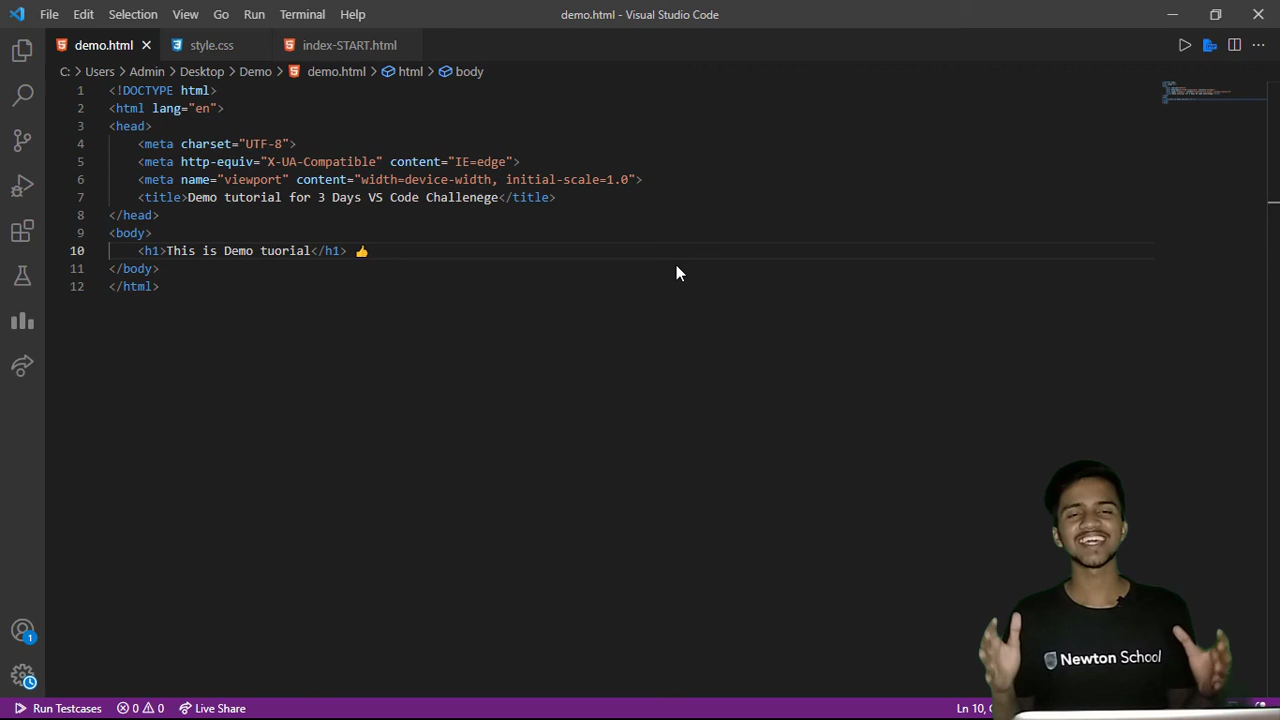 File Edit Selection View Go Run Terminal Help demo.html - Visual Studio Code
demo.html style.css index-START.html
C: > Users > Admin > Desktop > Demo > demo.html > html > body
1 <!DOCTYPE html>
2 <html lang="en">
3 <head>
4 <meta charset="UTF-8">
5 <meta http-equiv="X-UA-Compatible" content="IE=edge">
6 <meta name="viewport" content="width=device-width, initial-scale=1.0">
7 <title>Demo tutorial for 3 Days VS Code Challenege</title>
8 </head>
9 <body>
10 <h1>This is Demo tuorial</h1> 👍
11 </body>
12 </html>
1
Newton School
Run Testcases 0 0 Live Share Ln 10,